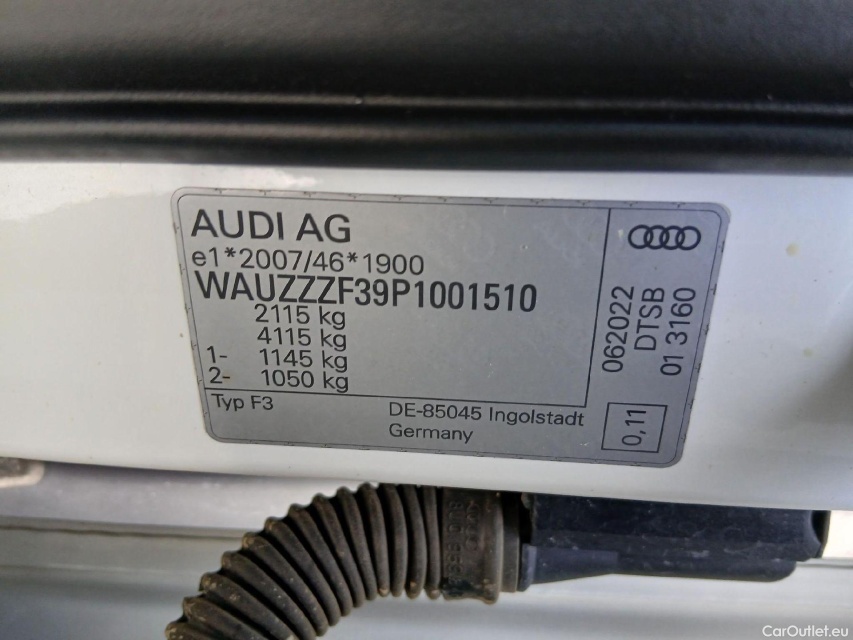 AUDI AG
e1*2007/46*1900
WAUZZZF39P1001510
2115 kg
4115 kg
1- 1145 kg
2- 1050 kg
Typ F3
DE-85045 Ingolstadt
Germany
062022
DTSB
01 3160
0,11
CarOutlet.eu